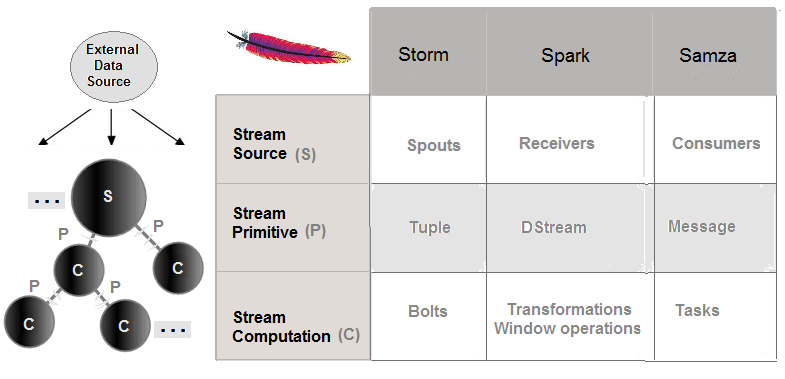 External
Data
Source
S
...
P
P
C
C
P
P
C
C
...
Storm
Spark
Samza
Stream
Source (S)
Spouts
Receivers
Consumers
Stream
Primitive (P)
Tuple
DStream
Message
Stream
Computation (C)
Bolts
Transformations
Window operations
Tasks